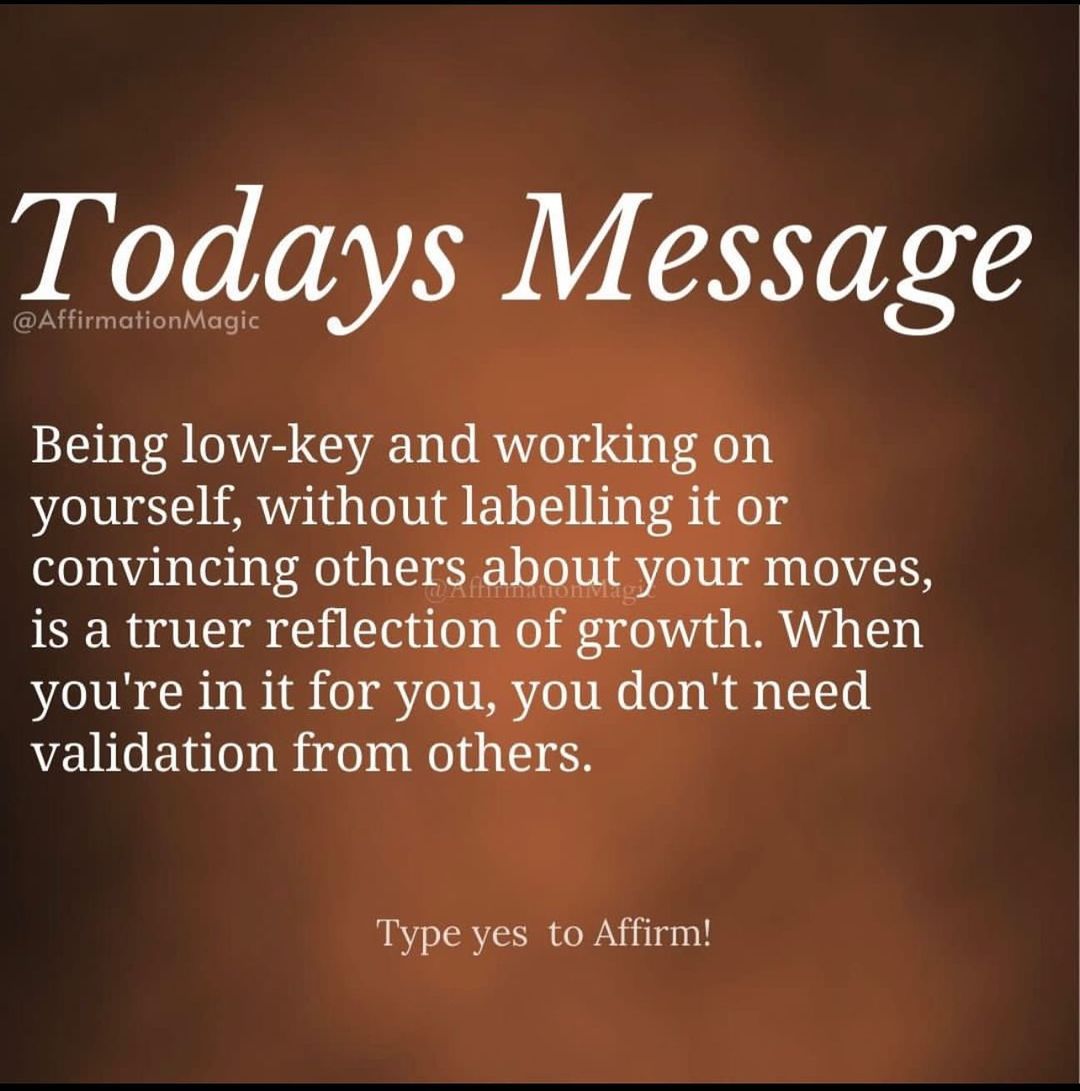 Todays Message
@AffirmationMagic
Being low-key and working on
yourself, without labelling it or
convincing others about your moves,
@AffirmationMagic
is a truer reflection of growth. When
you're in it for you, you don't need
validation from others.
Type yes to Affirm!